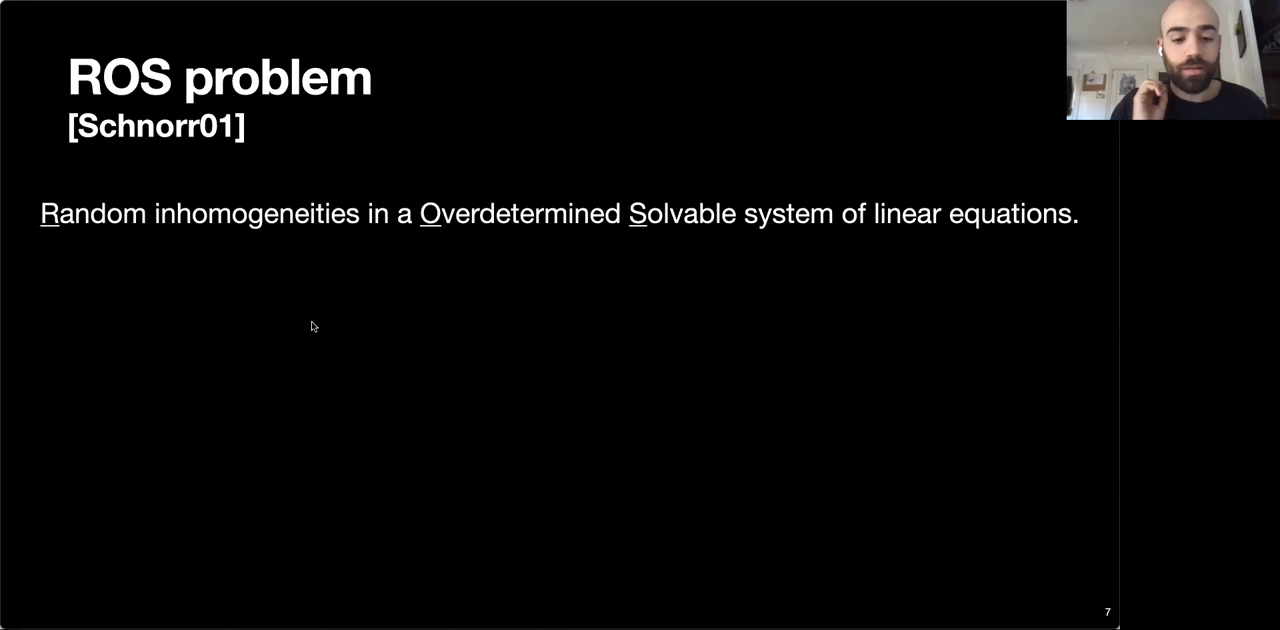 ROS problem
[Schnorr01]
Random inhomogeneities in a Overdetermined Solvable system of linear equations.
7